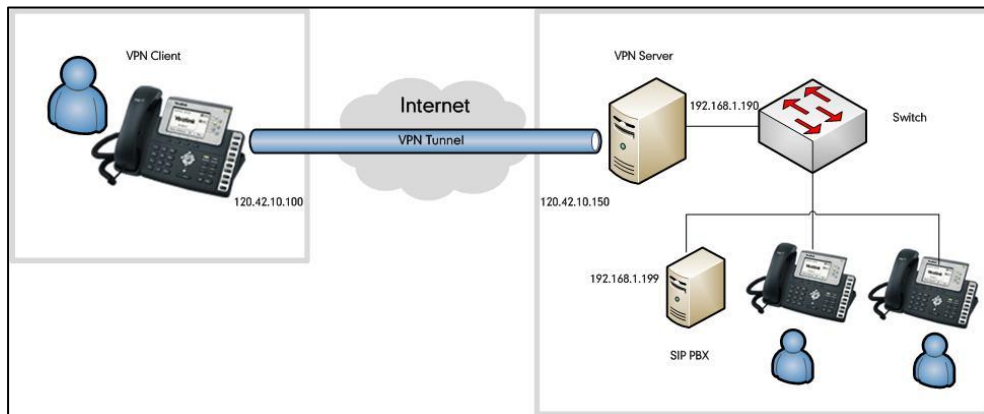 VPN Client
Internet
VPN Tunnel
120.42.10.100
VPN Server
192.168.1.190
Switch
120.42.10.150
192.168.1.199
SIP PBX